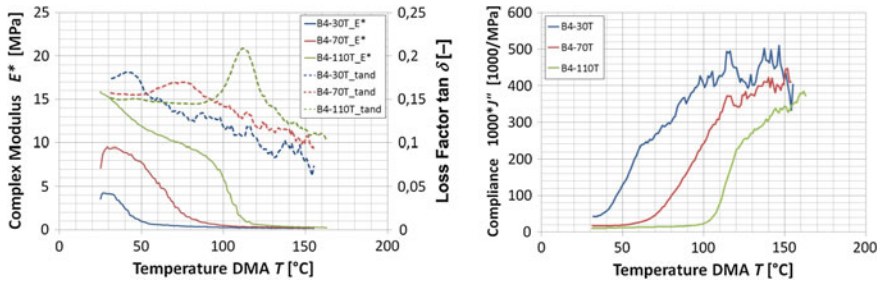 25
20
15
10
5
0
0
50
100
150
200
0,25
0,2
0,15
0,1
0,05
0
Complex Modulus E* [MPa]
Loss Factor tan δ [–]
Temperature DMA T [°C]
B4-30T_E*
B4-70T_E*
B4-110T_E*
B4-30T_tand
B4-70T_tand
B4-110T_tand
600
500
400
300
200
100
0
0
50
100
150
200
Compliance 1000*J" [1000/MPa]
Temperature DMA T [°C]
B4-30T
B4-70T
B4-110T